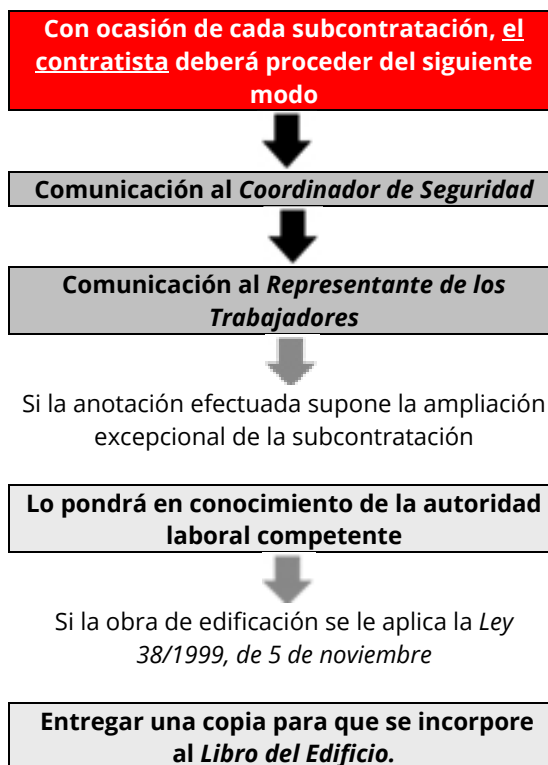 Con ocasión de cada subcontratación, el
contratista deberá proceder del siguiente
modo
Comunicación al Coordinador de Seguridad
Comunicación al Representante de los
Trabajadores
Si la anotación efectuada supone la ampliación
excepcional de la subcontratación
Lo pondrá en conocimiento de la autoridad
laboral competente
Si la obra de edificación se le aplica la Ley
38/1999, de 5 de noviembre
Entregar una copia para que se incorpore
al Libro del Edificio.